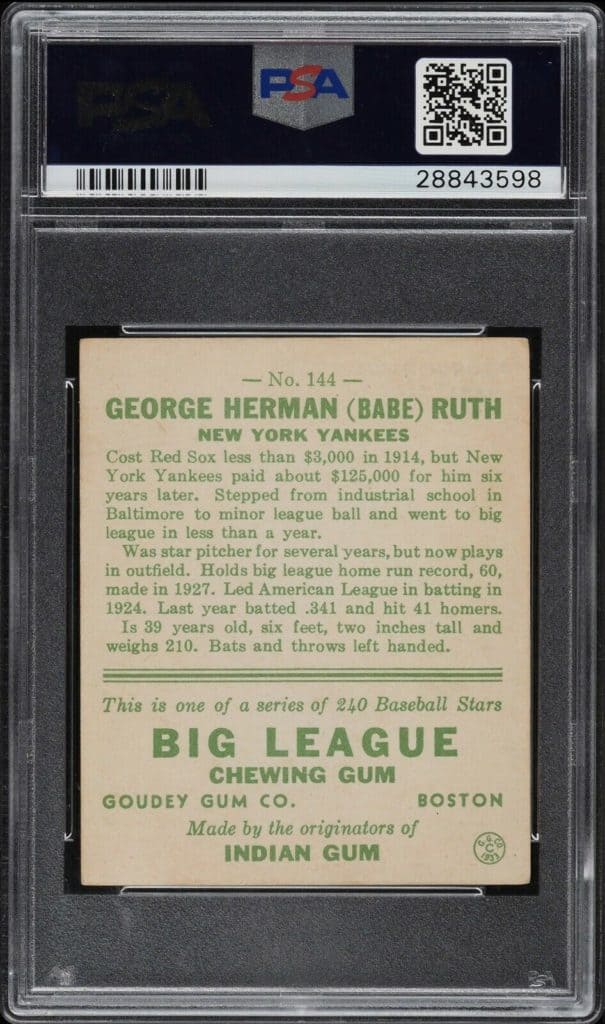 PSA
PSA
28843598
— No. 144 —
GEORGE HERMAN (BABE) RUTH
NEW YORK YANKEES
Cost Red Sox less than $3,000 in 1914, but New
York Yankees paid about $125,000 for him six
years later. Stepped from industrial school in
Baltimore to minor league ball and went to big
league in less than a year.
Was star pitcher for several years, but now plays
in outfield. Holds big league home run record, 60,
made in 1927. Led American League in batting in
1924. Last year batted .341 and hit 41 homers.
Is 39 years old, six feet, two inches tall and
weighs 210. Bats and throws left handed.
This is one of a series of 240 Baseball Stars
BIG LEAGUE
CHEWING GUM
GOUDEY GUM CO. BOSTON
Made by the originators of
INDIAN GUM
G. G. CO.
C
1933
PSA